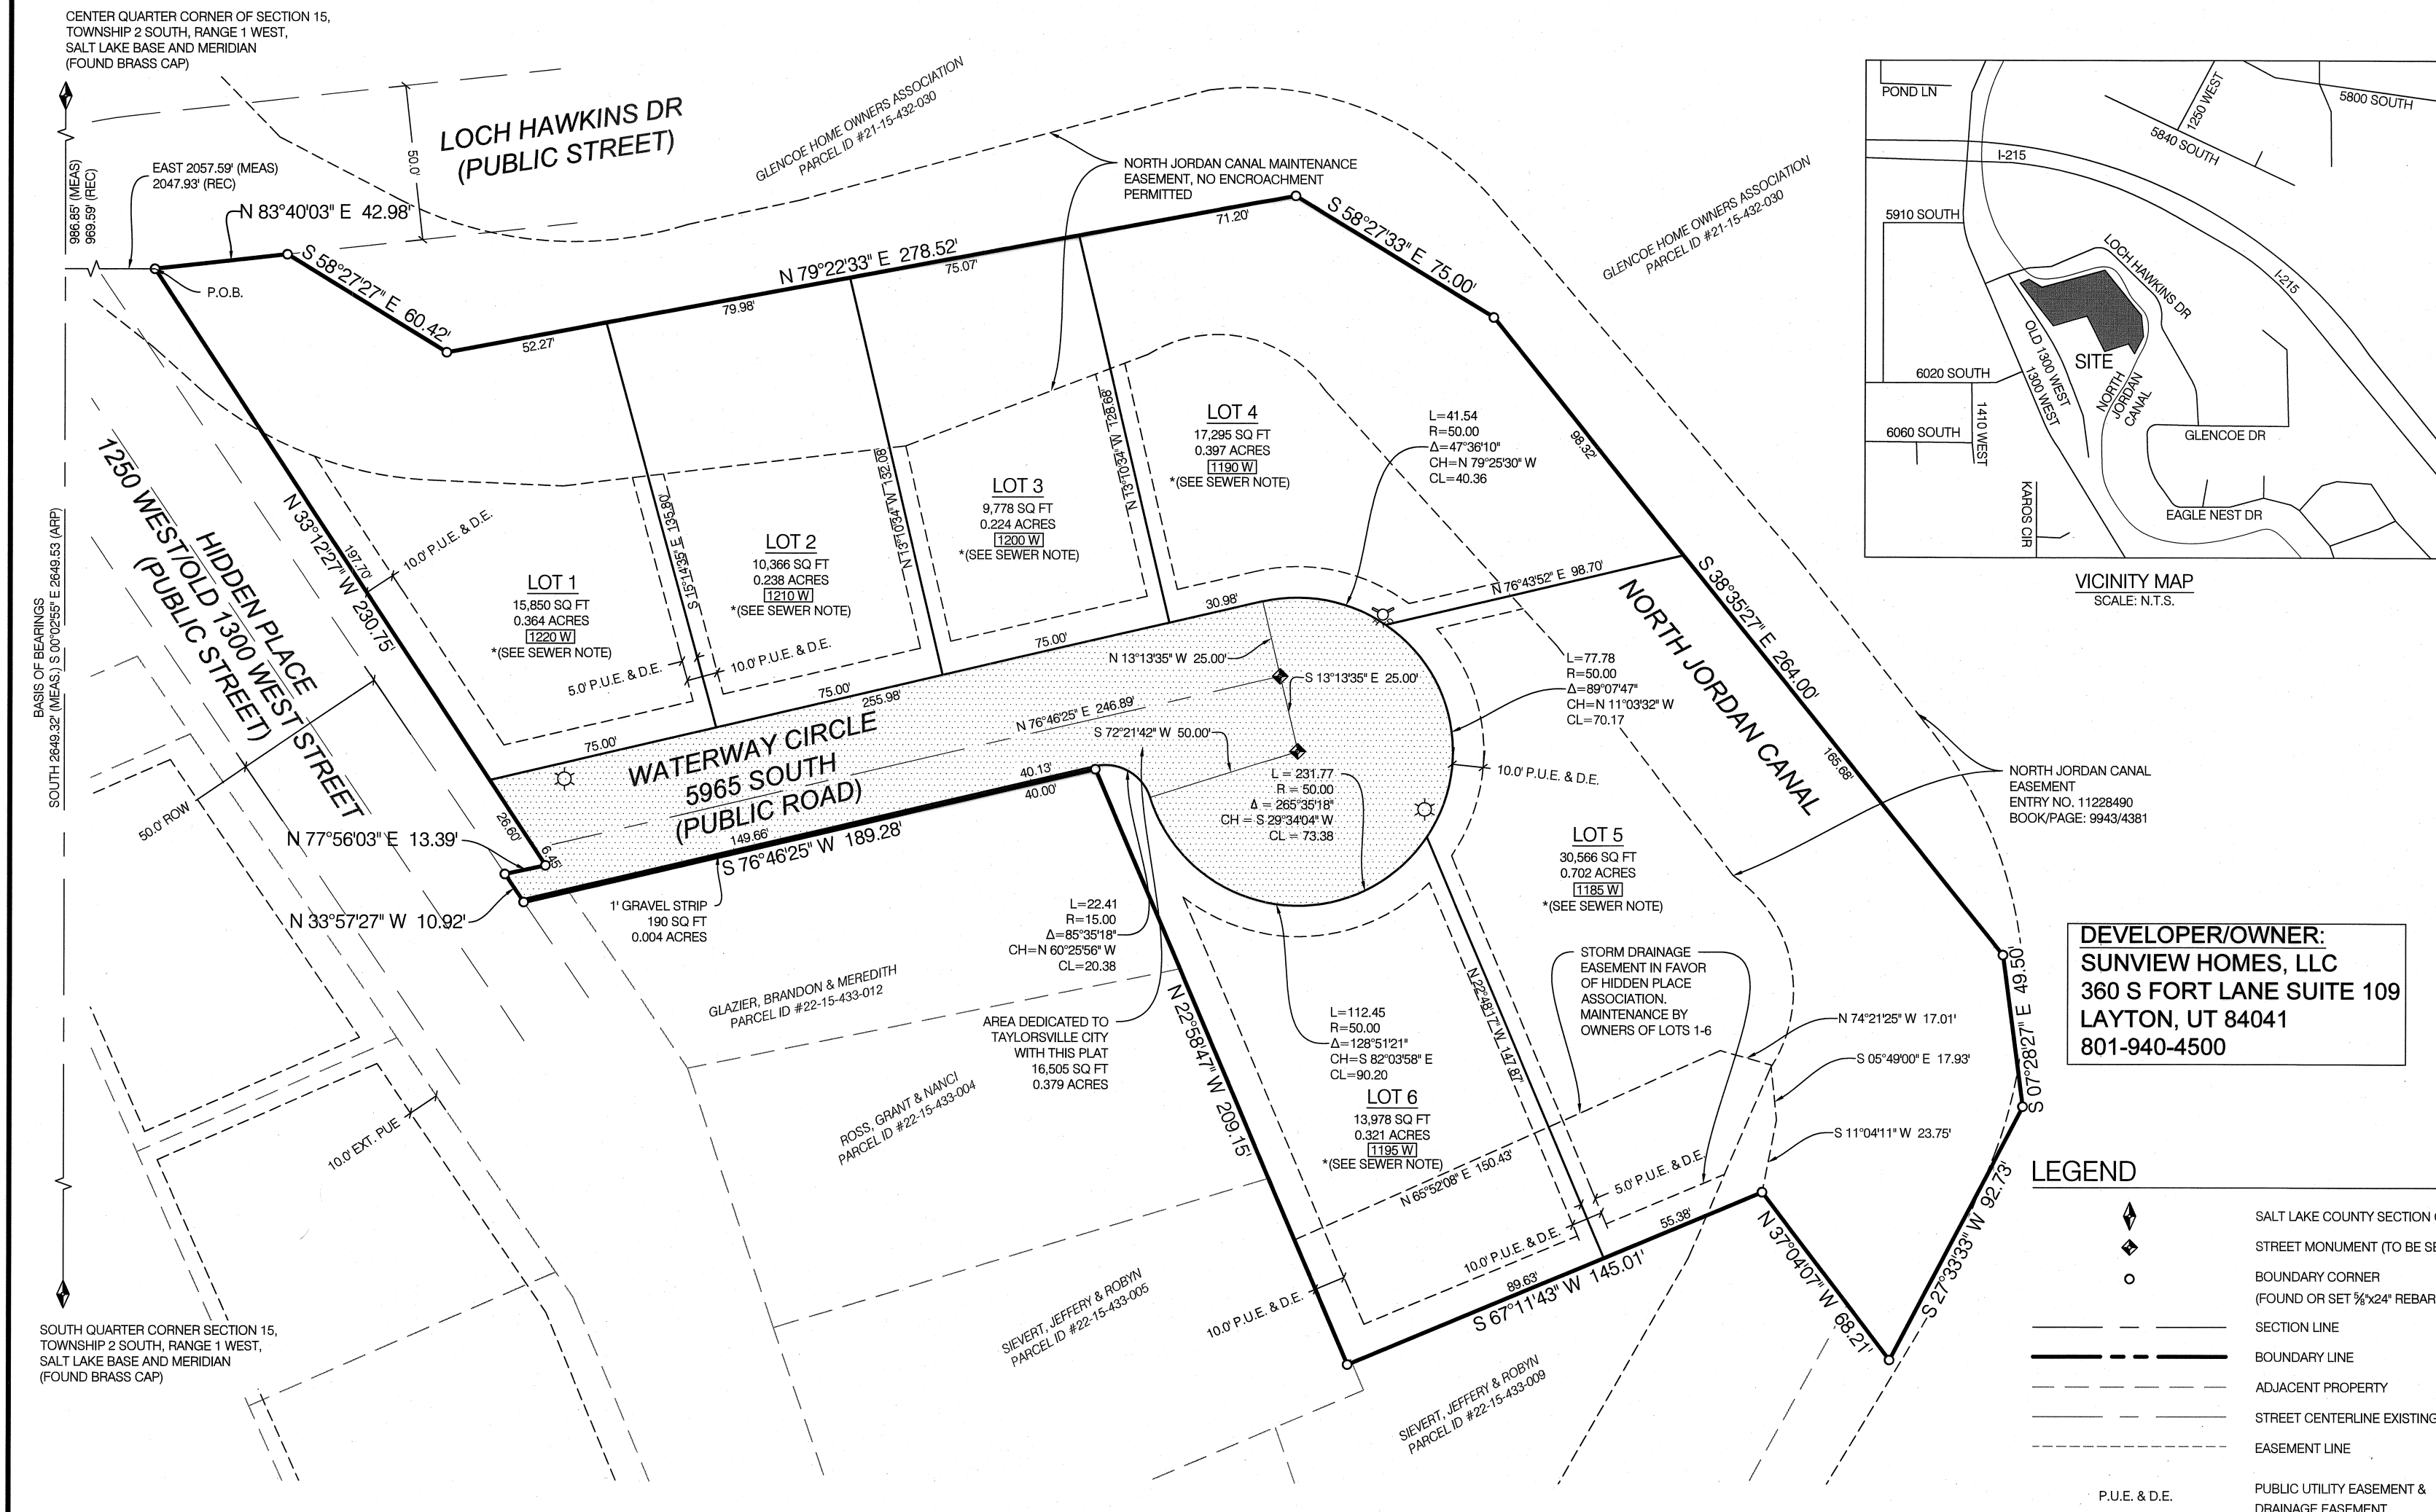 CENTER QUARTER CORNER OF SECTION 15,
TOWNSHIP 2 SOUTH, RANGE 1 WEST,
SALT LAKE BASE AND MERIDIAN
(FOUND BRASS CAP)
986.85' (MEAS)
969.59' (REC)
EAST 2057.59' (MEAS)
2047.93' (REC)
N 83°40'03" E 42.98'
P.O.B.
50.0'
LOCH HAWKINS DR
(PUBLIC STREET)
GLENCOE HOME OWNERS ASSOCIATION
PARCEL ID #21-15-432-030
NORTH JORDAN CANAL MAINTENANCE
EASEMENT, NO ENCROACHMENT
PERMITTED
GLENCOE HOME OWNERS ASSOCIATION
PARCEL ID #21-15-432-030
S 58°27'27" E 60.42'
N 79°22'33" E 278.52'
52.27'
79.98'
75.07'
71.20'
S 58°27'33" E 75.00'
98.32'
S 38°35'27" E 264.00'
165.68'
POND LN
1250 WEST
5800 SOUTH
5840 SOUTH
I-215
5910 SOUTH
LOCH HAWKINS DR
I-215
OLD 1300 WEST
1300 WEST
SITE
NORTH
JORDAN
CANAL
6020 SOUTH
1410 WEST
6060 SOUTH
GLENCOE DR
KAROS CIR
EAGLE NEST DR
VICINITY MAP
SCALE: N.T.S.
BASIS OF BEARINGS
SOUTH 2649.32' (MEAS.) S 00°02'55" E 2649.53 (ARP)
HIDDEN PLACE
1250 WEST/OLD 1300 WEST STREET
(PUBLIC STREET)
N 33°12'27" W 230.75'
197.70'
10.0' P.U.E. & D.E.
LOT 1
15,850 SQ FT
0.364 ACRES
1220 W
*(SEE SEWER NOTE)
S 15°14'35" E 135.80'
LOT 2
10,366 SQ FT
0.238 ACRES
1210 W
*(SEE SEWER NOTE)
N 13°10'34" W 132.08'
LOT 3
9,778 SQ FT
0.224 ACRES
1200 W
*(SEE SEWER NOTE)
N 13°10'34" W 128.68'
LOT 4
17,295 SQ FT
0.397 ACRES
1190 W
*(SEE SEWER NOTE)
L=41.54
R=50.00
Δ=47°36'10"
CH=N 79°25'30" W
CL=40.36
N 76°43'52" E 98.70'
NORTH JORDAN CANAL
5.0' P.U.E. & D.E.
10.0' P.U.E. & D.E.
75.00'
75.00'
75.00'
30.98'
255.98'
N 13°13'35" W 25.00'
S 13°13'35" E 25.00'
N 76°46'25" E 246.89'
S 72°21'42" W 50.00'
WATERWAY CIRCLE
5965 SOUTH
(PUBLIC ROAD)
L = 231.77
R = 50.00
Δ = 265°35'18"
CH = S 29°34'04" W
CL = 73.38
L=77.78
R=50.00
Δ=89°07'47"
CH=N 11°03'32" W
CL=70.17
10.0' P.U.E. & D.E.
NORTH JORDAN CANAL
EASEMENT
ENTRY NO. 11228490
BOOK/PAGE: 9943/4381
50.0' ROW
26.60'
6.45'
N 77°56'03" E 13.39'
N 33°57'27" W 10.92'
149.66'
40.13'
40.00'
S 76°46'25" W 189.28'
1' GRAVEL STRIP
190 SQ FT
0.004 ACRES
L=22.41
R=15.00
Δ=85°35'18"
CH=N 60°25'56" W
CL=20.38
LOT 5
30,566 SQ FT
0.702 ACRES
1185 W
*(SEE SEWER NOTE)
GLAZIER, BRANDON & MEREDITH
PARCEL ID #22-15-433-012
AREA DEDICATED TO
TAYLORSVILLE CITY
WITH THIS PLAT
16,505 SQ FT
0.379 ACRES
N 22°58'47" W 209.15'
L=112.45
R=50.00
Δ=128°51'21"
CH=S 82°03'58" E
CL=90.20
LOT 6
13,978 SQ FT
0.321 ACRES
1195 W
*(SEE SEWER NOTE)
N 22°48'17" W 147.87'
STORM DRAINAGE
EASEMENT IN FAVOR
OF HIDDEN PLACE
ASSOCIATION.
MAINTENANCE BY
OWNERS OF LOTS 1-6
N 74°21'25" W 17.01'
S 05°49'00" E 17.93'
S 11°04'11" W 23.75'
S 07°28'27" E 49.50'
S 27°33'33" W 92.73'
N 37°04'07" W 68.21'
S 67°11'43" W 145.01'
55.38'
89.63'
5.0' P.U.E. & D.E.
10.0' P.U.E. & D.E.
10.0' P.U.E. & D.E.
N 65°52'08" E 150.43'
ROSS, GRANT & NANCI
PARCEL ID #22-15-433-004
10.0' EXT. PUE
SIEVERT, JEFFERY & ROBYN
PARCEL ID #22-15-433-005
SIEVERT, JEFFERY & ROBYN
PARCEL ID #22-15-433-009
SOUTH QUARTER CORNER SECTION 15,
TOWNSHIP 2 SOUTH, RANGE 1 WEST,
SALT LAKE BASE AND MERIDIAN
(FOUND BRASS CAP)
DEVELOPER/OWNER:
SUNVIEW HOMES, LLC
360 S FORT LANE SUITE 109
LAYTON, UT 84041
801-940-4500
LEGEND
SALT LAKE COUNTY SECTION
STREET MONUMENT (TO BE SE
BOUNDARY CORNER
(FOUND OR SET ⅝"x24" REBAR
SECTION LINE
BOUNDARY LINE
ADJACENT PROPERTY
STREET CENTERLINE EXISTING
EASEMENT LINE
P.U.E. & D.E.
PUBLIC UTILITY EASEMENT &
DRAINAGE EASEMENT